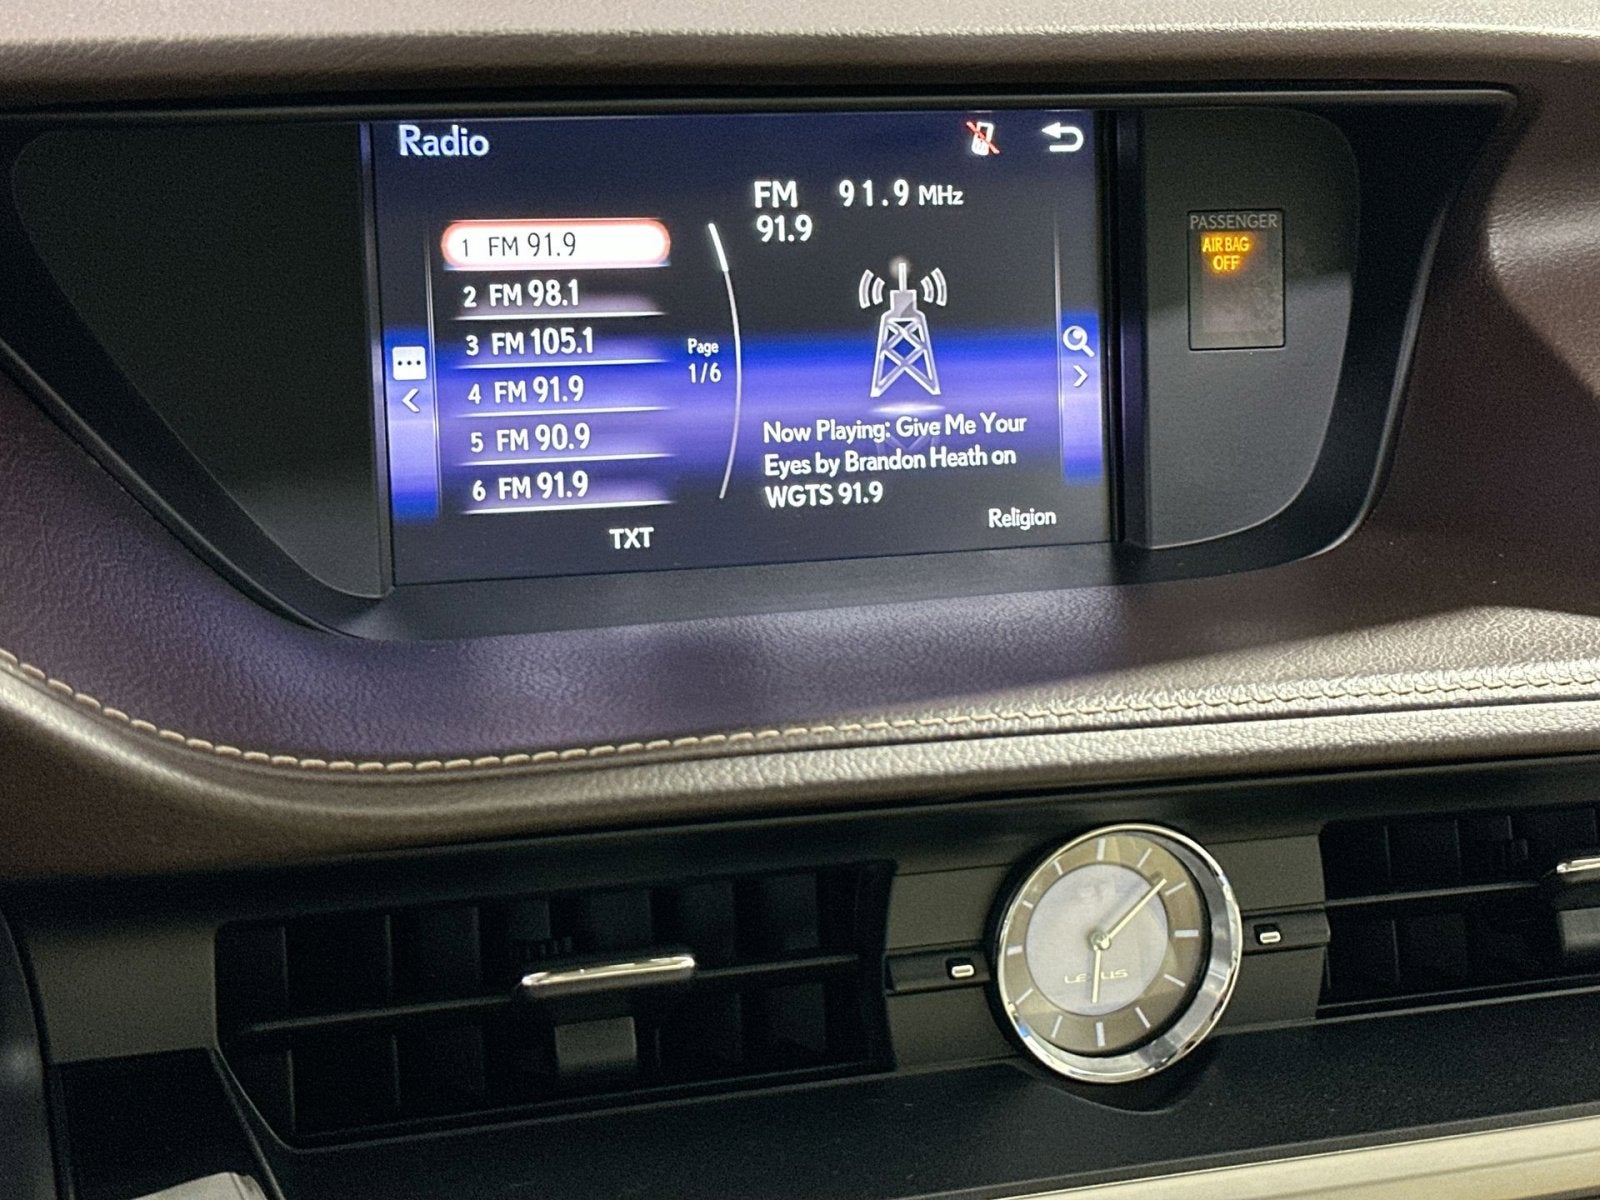 Radio
FM 91.9 MHz
91.9
1 FM 91.9
2 FM 98.1
3 FM 105.1
4 FM 91.9
5 FM 90.9
6 FM 91.9
Page
1/6
Now Playing: Give Me Your
Eyes by Brandon Heath on
WGTS 91.9
Religion
TXT
PASSENGER
AIR BAG
OFF
LEXUS